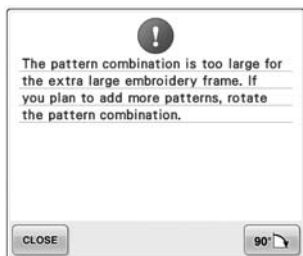 The pattern combination is too large for
the extra large embroidery frame. If
you plan to add more patterns, rotate
the pattern combination.
CLOSE
90°